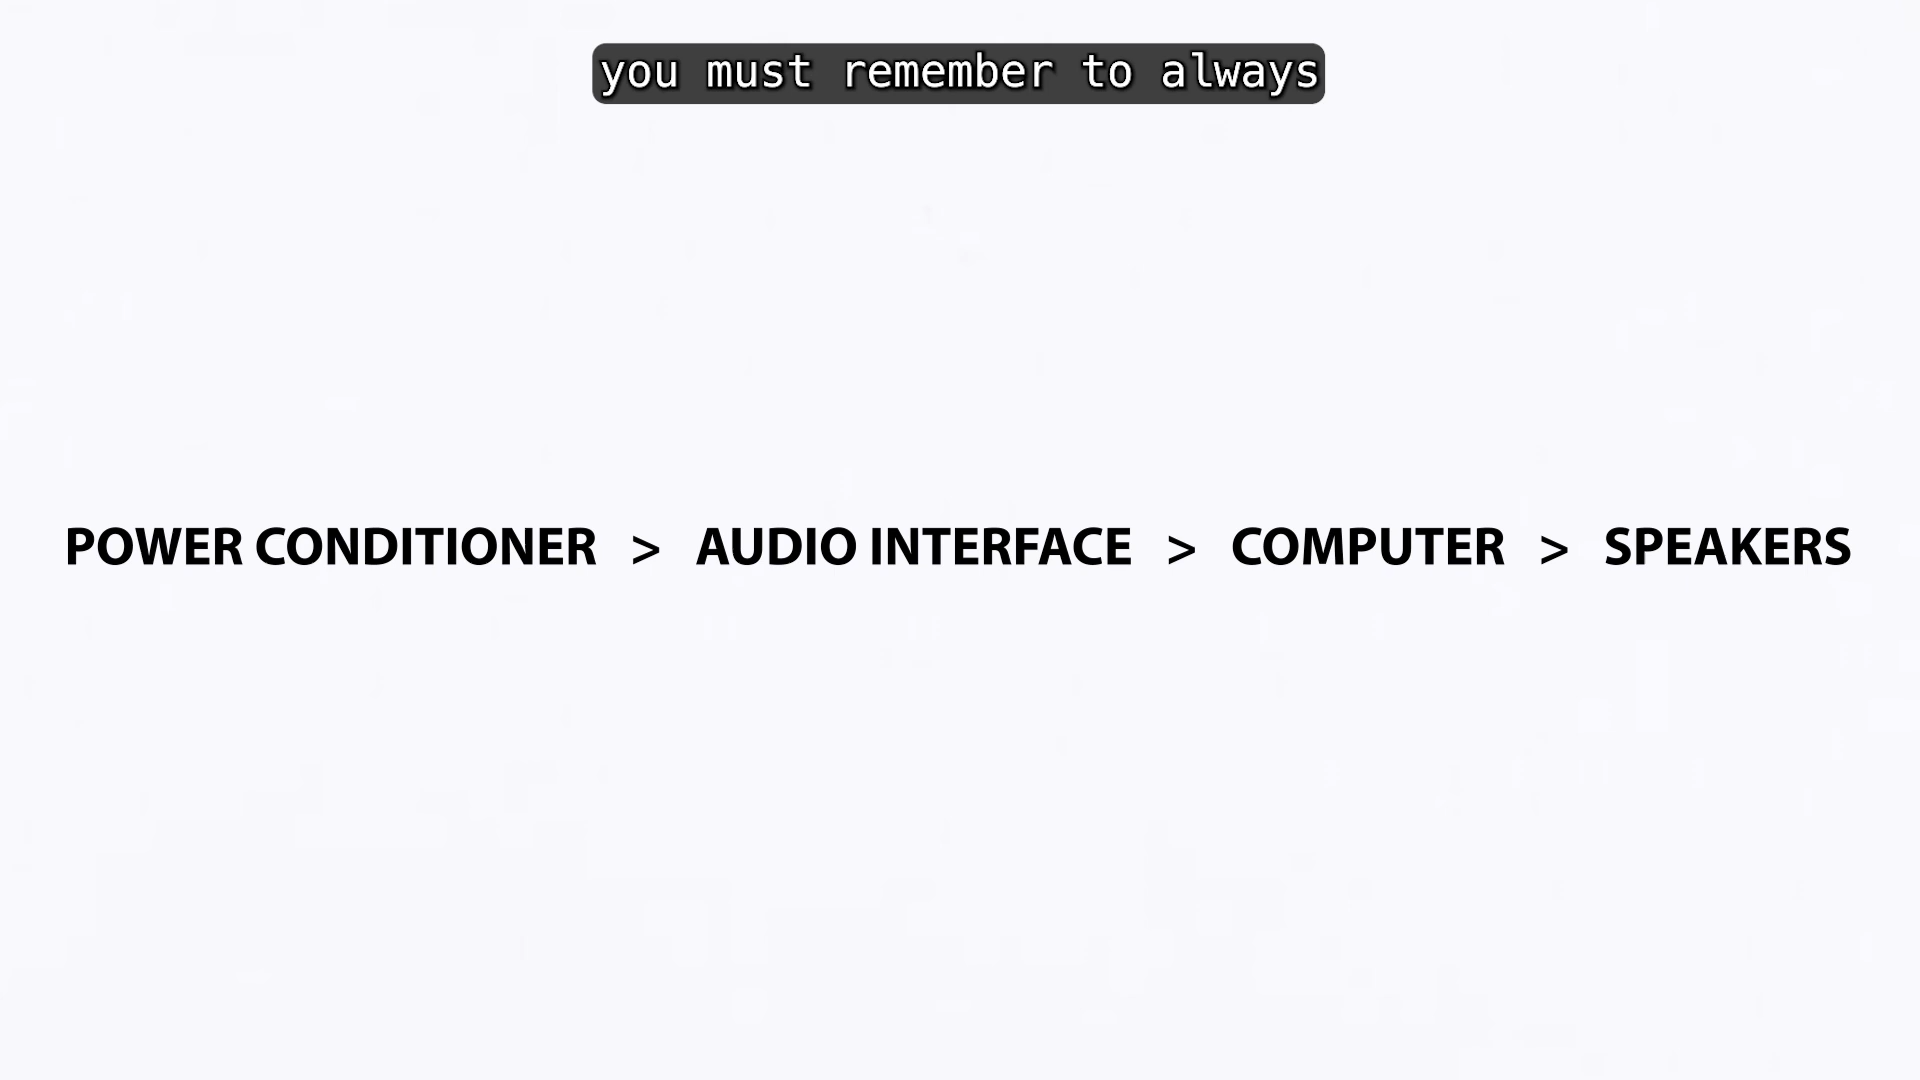 you must remember to always
POWER CONDITIONER > AUDIO INTERFACE > COMPUTER > SPEAKERS